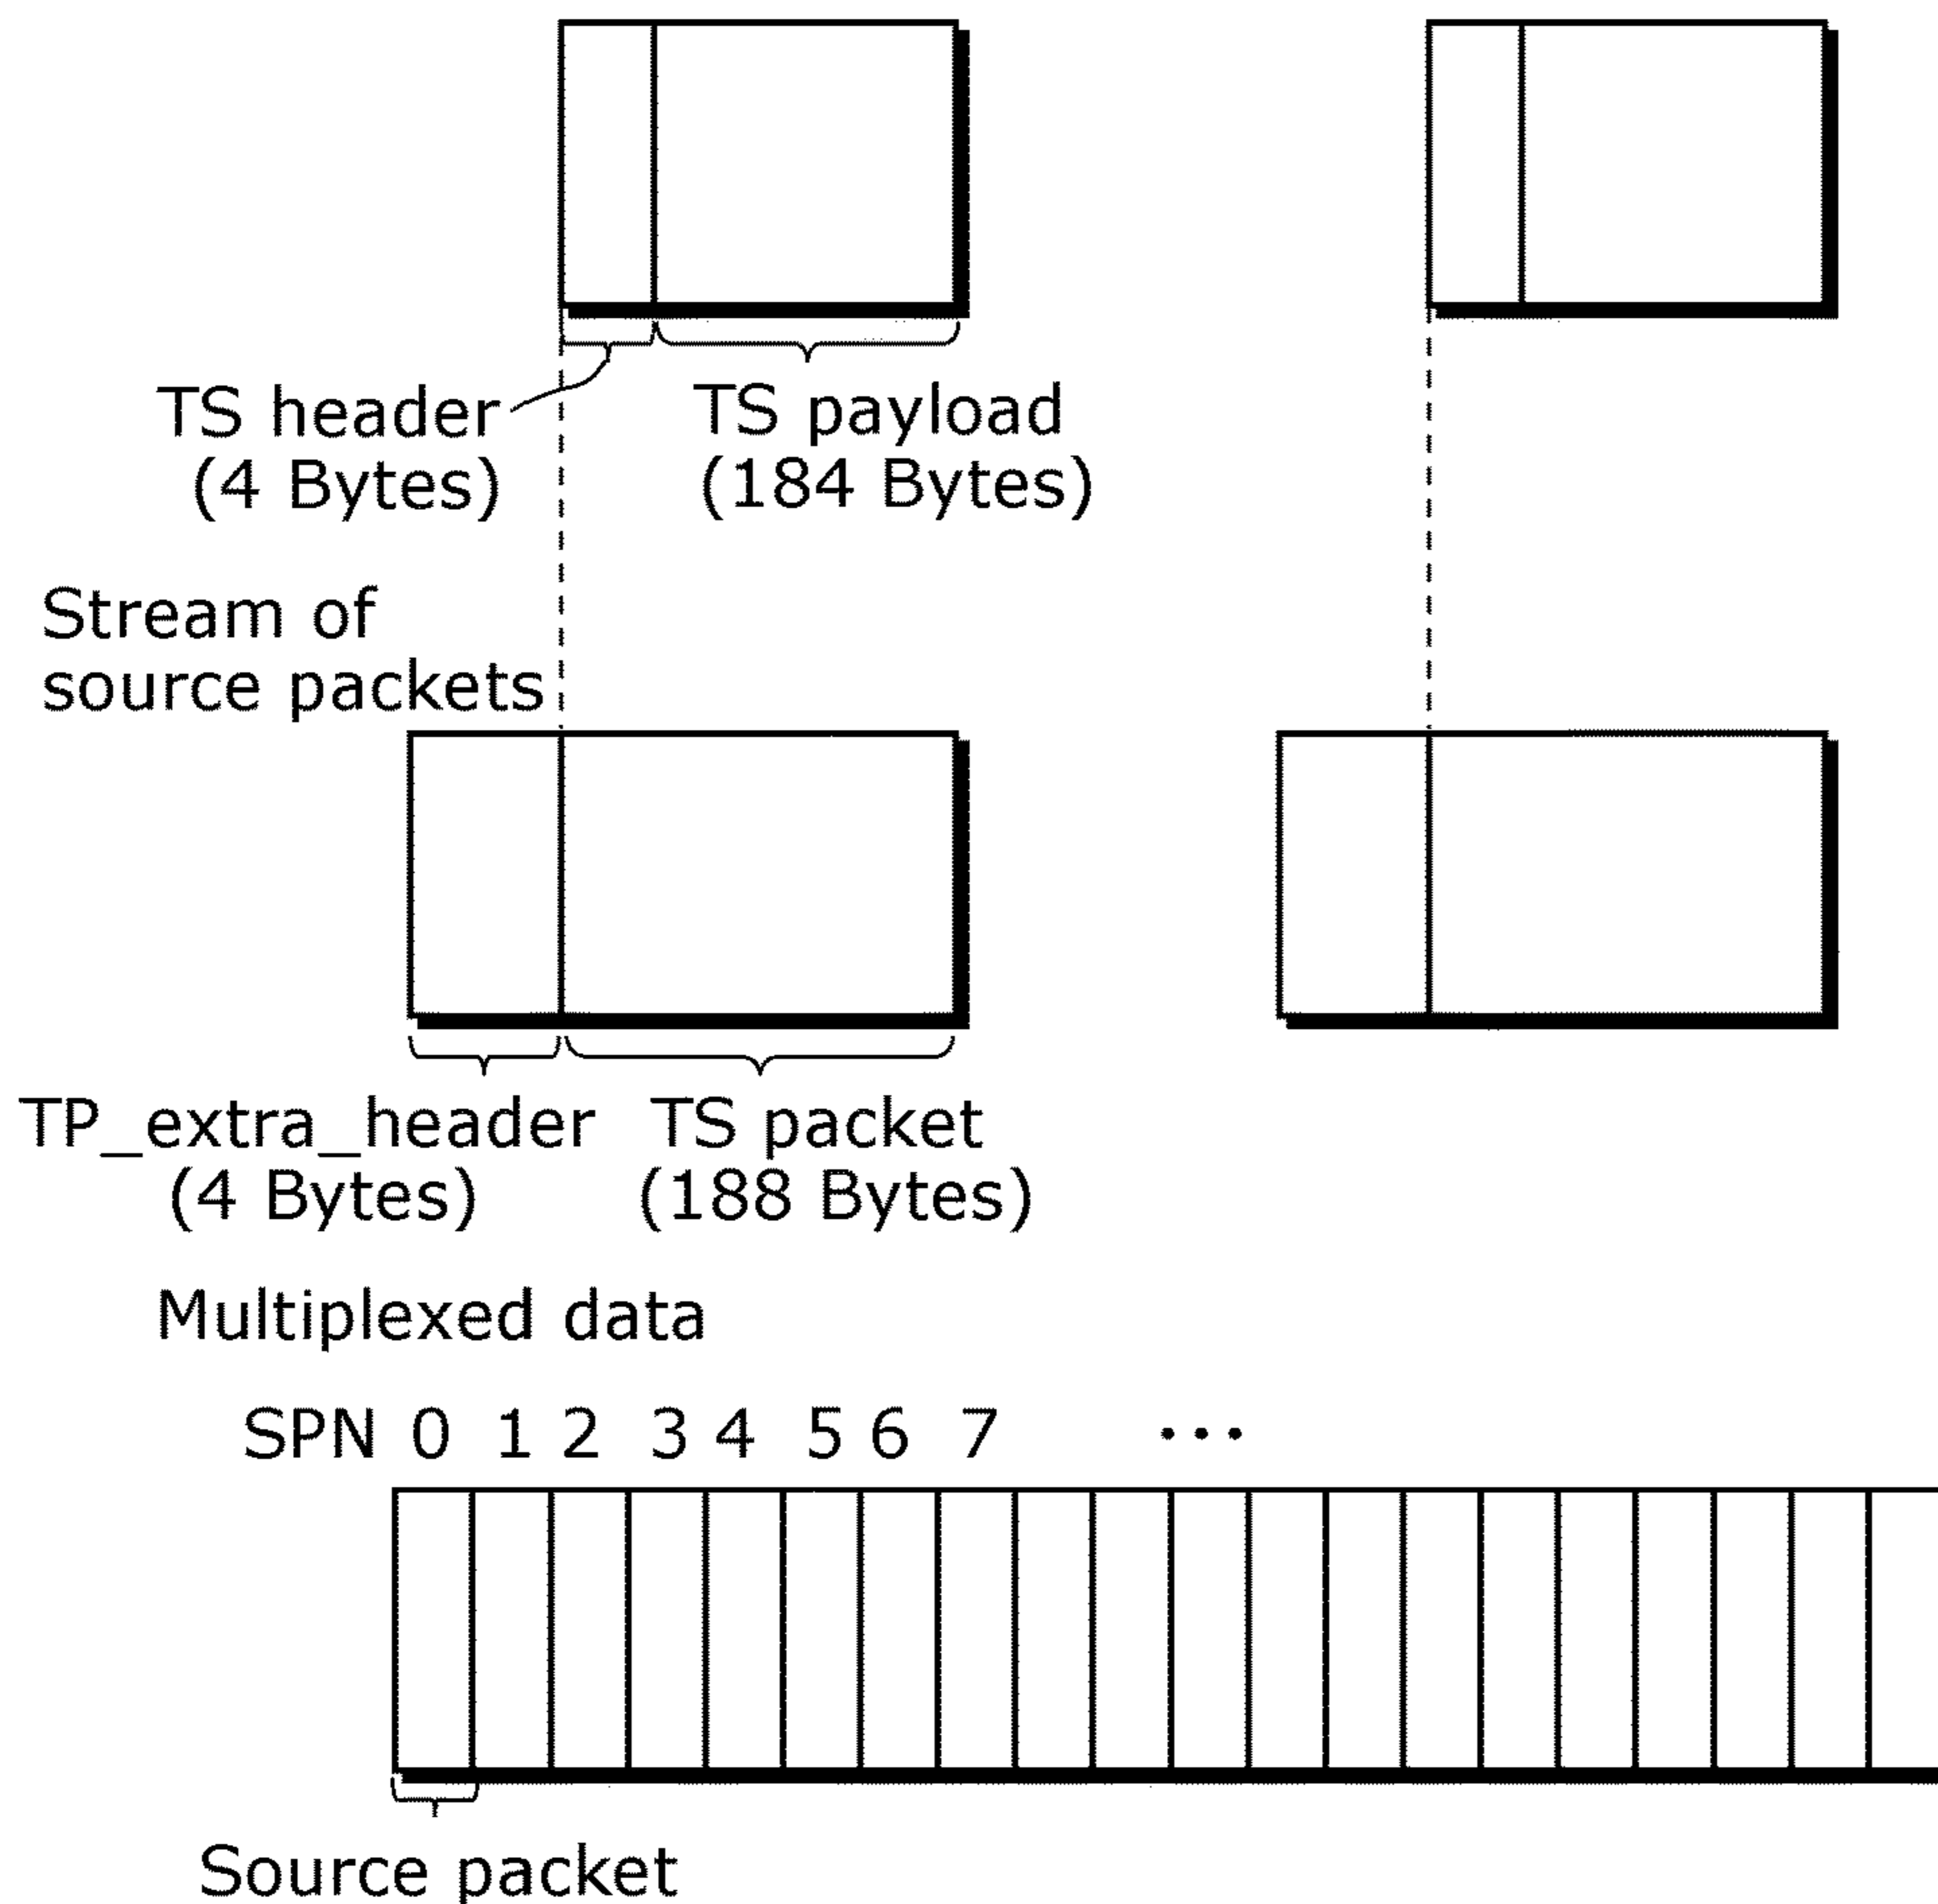 TS header
(4 Bytes)
TS payload
(184 Bytes)
Stream of
source packets
TP_extra_header
(4 Bytes)
TS packet
(188 Bytes)
Multiplexed data
SPN 0 1 2 3 4 5 6 7 ...
Source packet